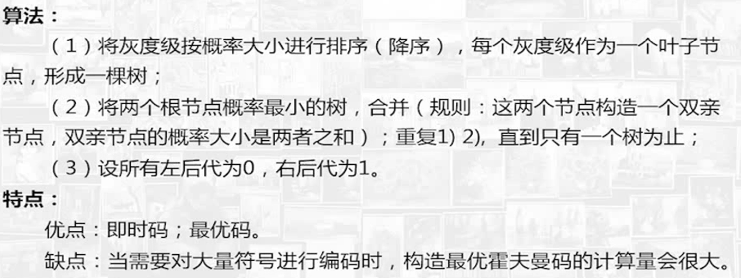 算法：
（1）将灰度级按概率大小进行排序（降序），每个灰度级作为一个叶子节
点，形成一棵树；
（2）将两个根节点概率最小的树，合并（规则：这两个节点构造一个双亲
节点，双亲节点的概率大小是两者之和）；重复1) 2)，直到只有一个树为止；
（3）设所有左后代为0，右后代为1。
特点：
优点：即时码；最优码。
缺点：当需要对大量符号进行编码时，构造最优霍夫曼码的计算量会很大。